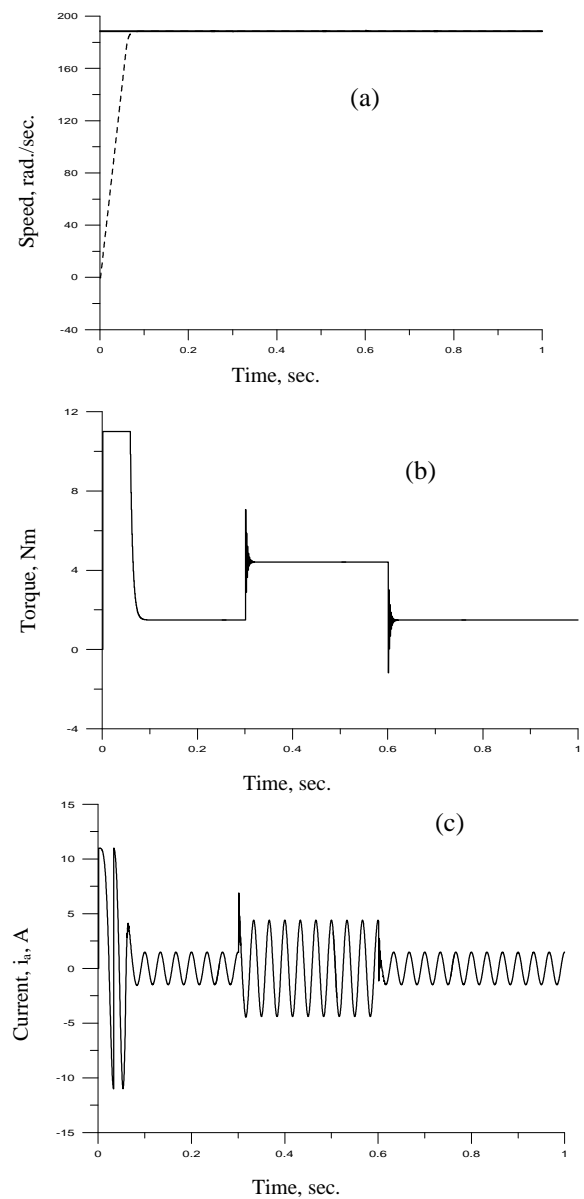 200
160
120
80
40
0
-40
Speed, rad./sec.
(a)
0 0.2 0.4 0.6 0.8 1
Time, sec.
12
8
4
0
-4
Torque, Nm
(b)
0 0.2 0.4 0.6 0.8 1
Time, sec.
15
10
5
0
-5
-10
-15
Current, iₐ, A
(c)
0 0.2 0.4 0.6 0.8 1
Time, sec.